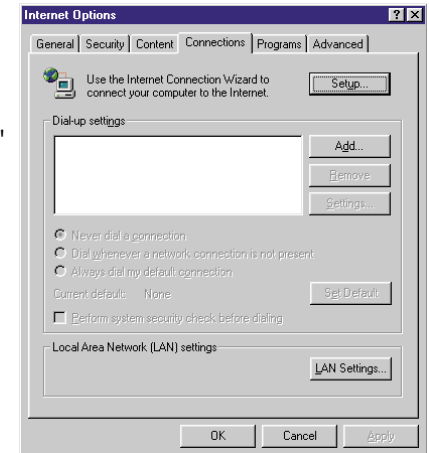 Internet Options
General Security Content Connections Programs Advanced
Use the Internet Connection Wizard to
connect your computer to the Internet.
Setup...
"
Dial-up settings
Add...
Remove
Settings...
Never dial a connection
Dial whenever a network connection is not present
Always dial my default connection
Current default: None
Set Default
Perform system security check before dialing
Local Area Network (LAN) settings
LAN Settings...
OK Cancel Apply